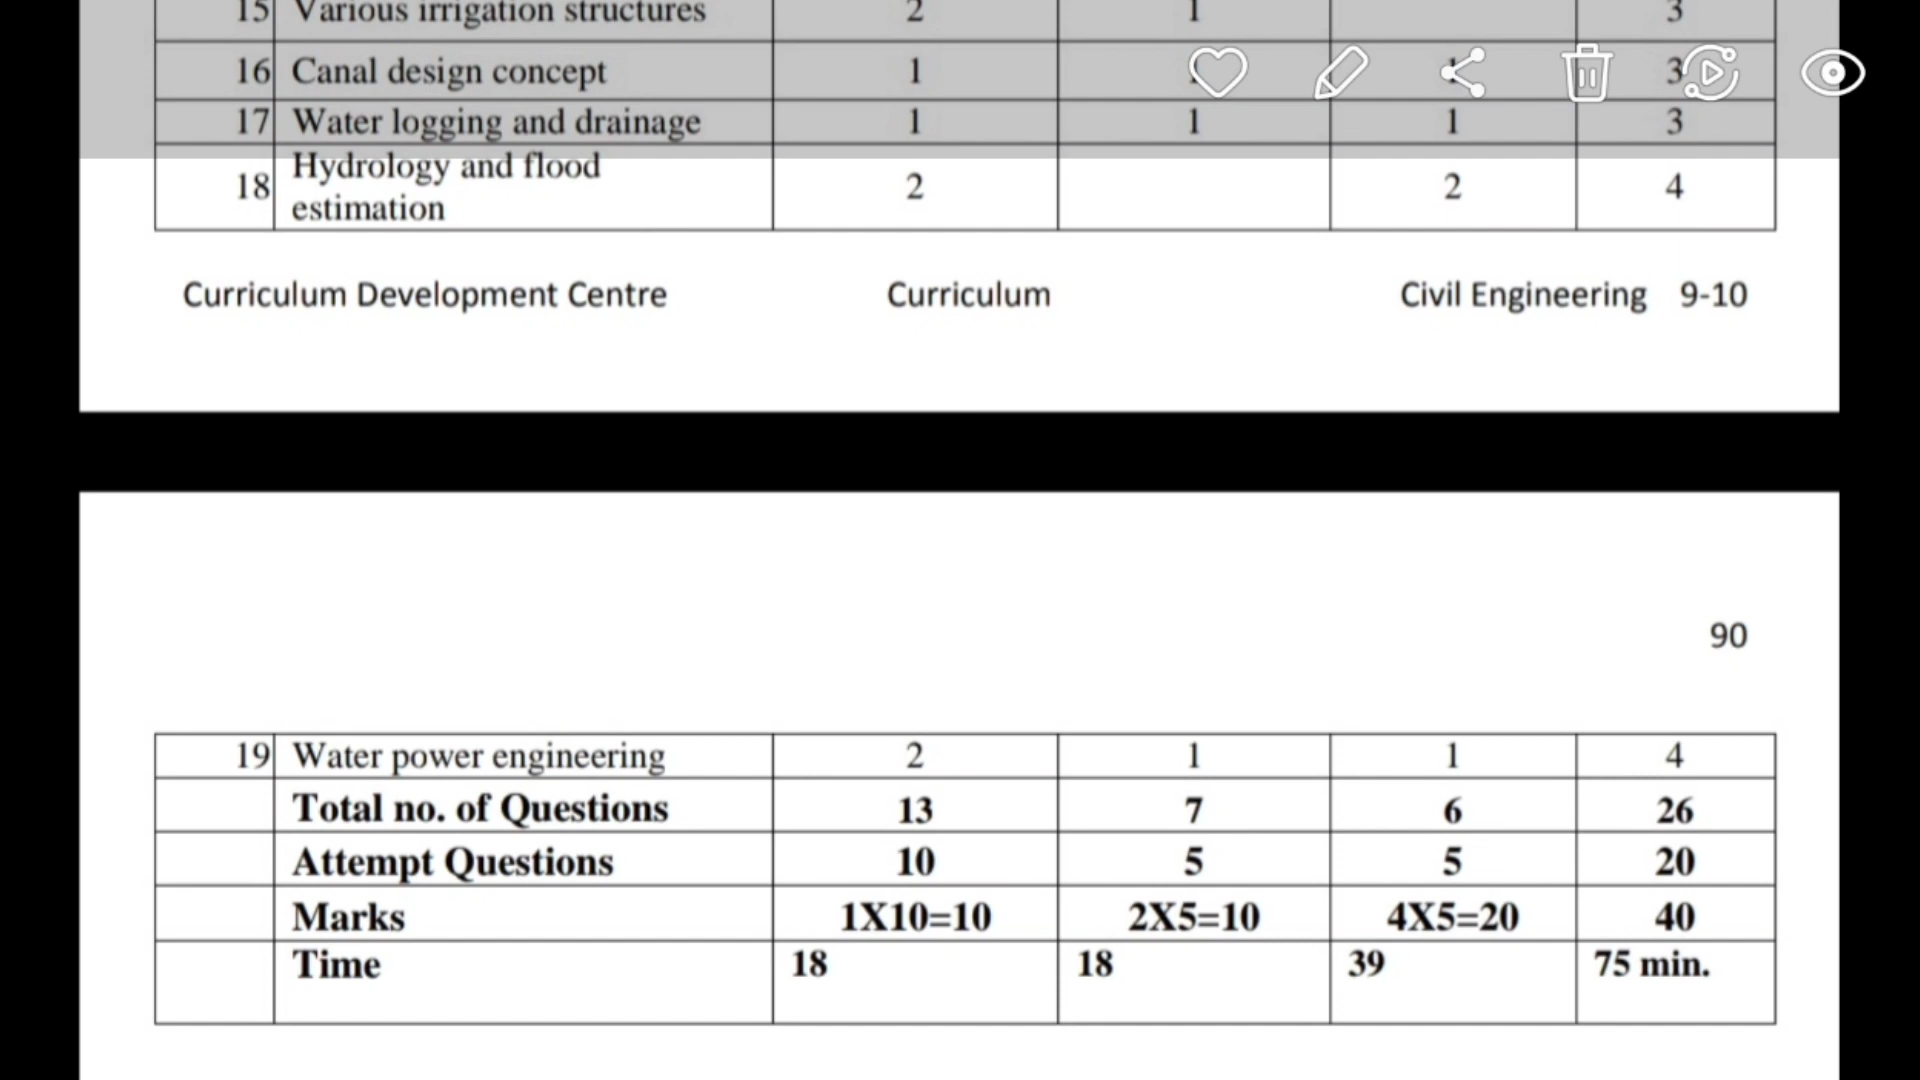 15 Various irrigation structures 2 1 3
16 Canal design concept 1 3
17 Water logging and drainage 1 1 1 3
18 Hydrology and flood estimation 2 2 4
Curriculum Development Centre Curriculum Civil Engineering 9-10
90
19 Water power engineering 2 1 1 4
Total no. of Questions 13 7 6 26
Attempt Questions 10 5 5 20
Marks 1X10=10 2X5=10 4X5=20 40
Time 18 18 39 75 min.